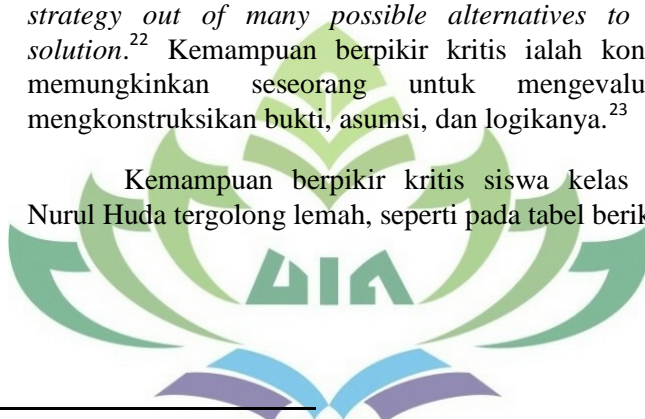 strategy out of many possible alternatives to
solution.²² Kemampuan berpikir kritis ialah kon
memungkinkan seseorang untuk mengevalu
mengkonstruksikan bukti, asumsi, dan logikanya.²³
Kemampuan berpikir kritis siswa kelas
Nurul Huda tergolong lemah, seperti pada tabel berik
UIN